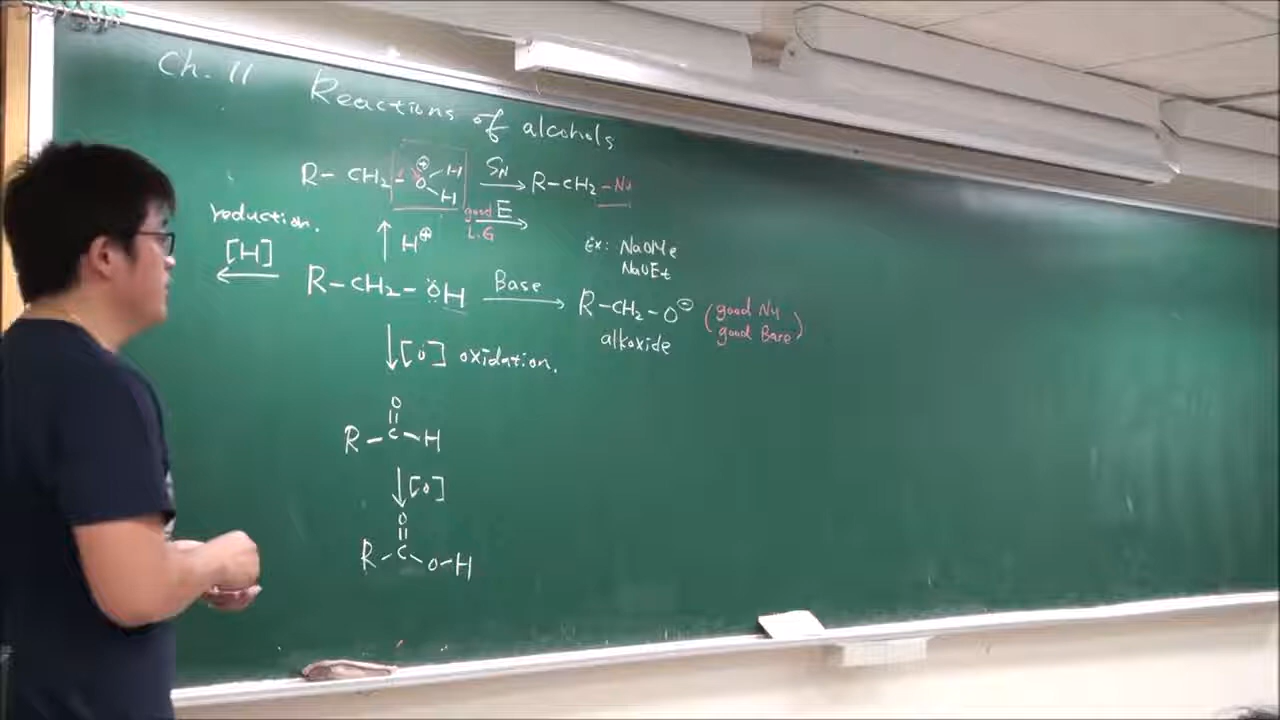 Ch. 11 Reactions of alcohols
R-CH2-O⊕H H SN → R-CH2-Nu
good L.G E →
reduction.
[H] ←
↑ H⊕
Ex: NaOMe
NaOEt
R-CH2-ÖH Base → R-CH2-O⊖ (good Nu good Base)
alkoxide
↓ [O] oxidation.
O
||
R-C-H
↓ [O]
O
||
R-C-O-H